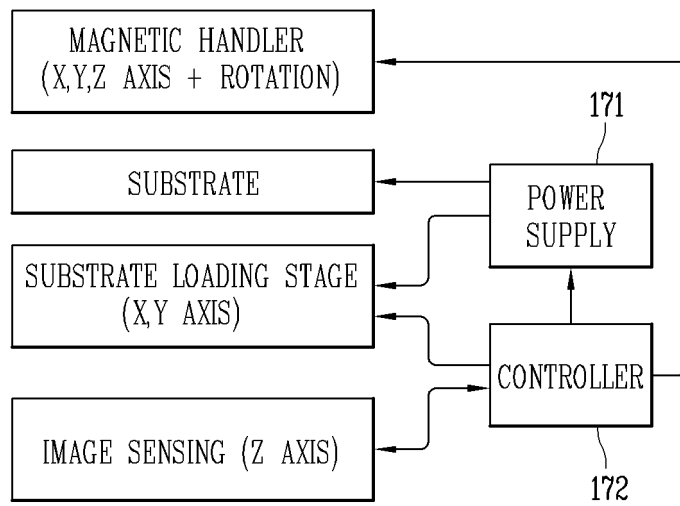 MAGNETIC HANDLER
(X,Y,Z AXIS + ROTATION)
171
SUBSTRATE
POWER
SUPPLY
SUBSTRATE LOADING STAGE
(X,Y AXIS)
CONTROLLER
IMAGE SENSING (Z AXIS)
172